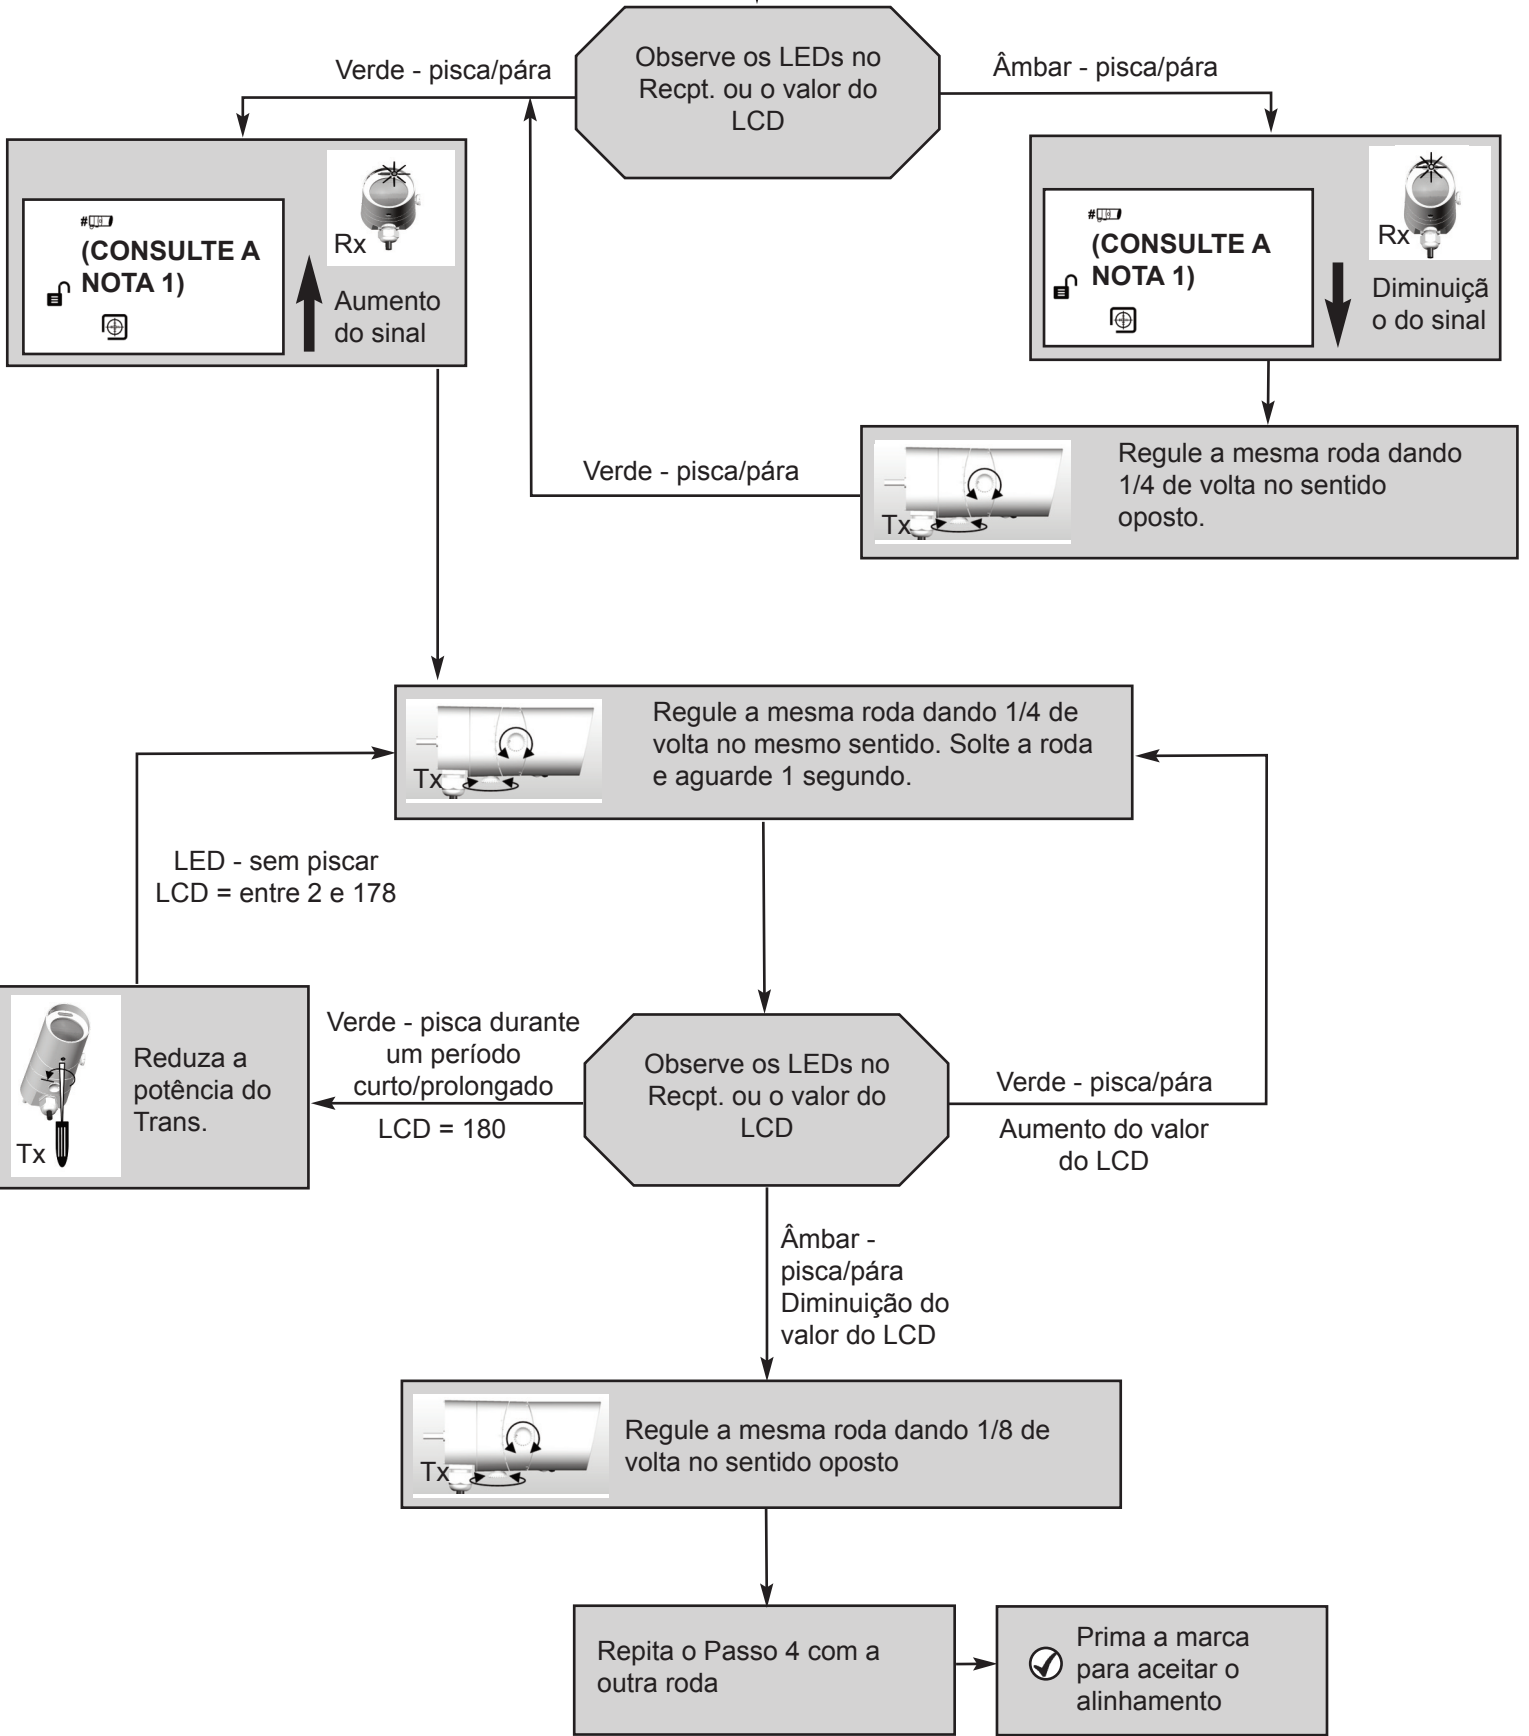 Observe os LEDs no
Recpt. ou o valor do
LCD
Verde - pisca/pára
Âmbar - pisca/pára
#
(CONSULTE A
NOTA 1)
Rx
Aumento
do sinal
#
(CONSULTE A
NOTA 1)
Rx
Diminuiçã
o do sinal
Verde - pisca/pára
Tx
Regule a mesma roda dando
1/4 de volta no sentido
oposto.
Tx
Regule a mesma roda dando 1/4 de
volta no mesmo sentido. Solte a roda
e aguarde 1 segundo.
LED - sem piscar
LCD = entre 2 e 178
Tx
Reduza a
potência do
Trans.
Verde - pisca durante
um período
curto/prolongado
LCD = 180
Observe os LEDs no
Recpt. ou o valor do
LCD
Verde - pisca/pára
Aumento do valor
do LCD
Âmbar -
pisca/pára
Diminuição do
valor do LCD
Tx
Regule a mesma roda dando 1/8 de
volta no sentido oposto
Repita o Passo 4 com a
outra roda
Prima a marca
para aceitar o
alinhamento